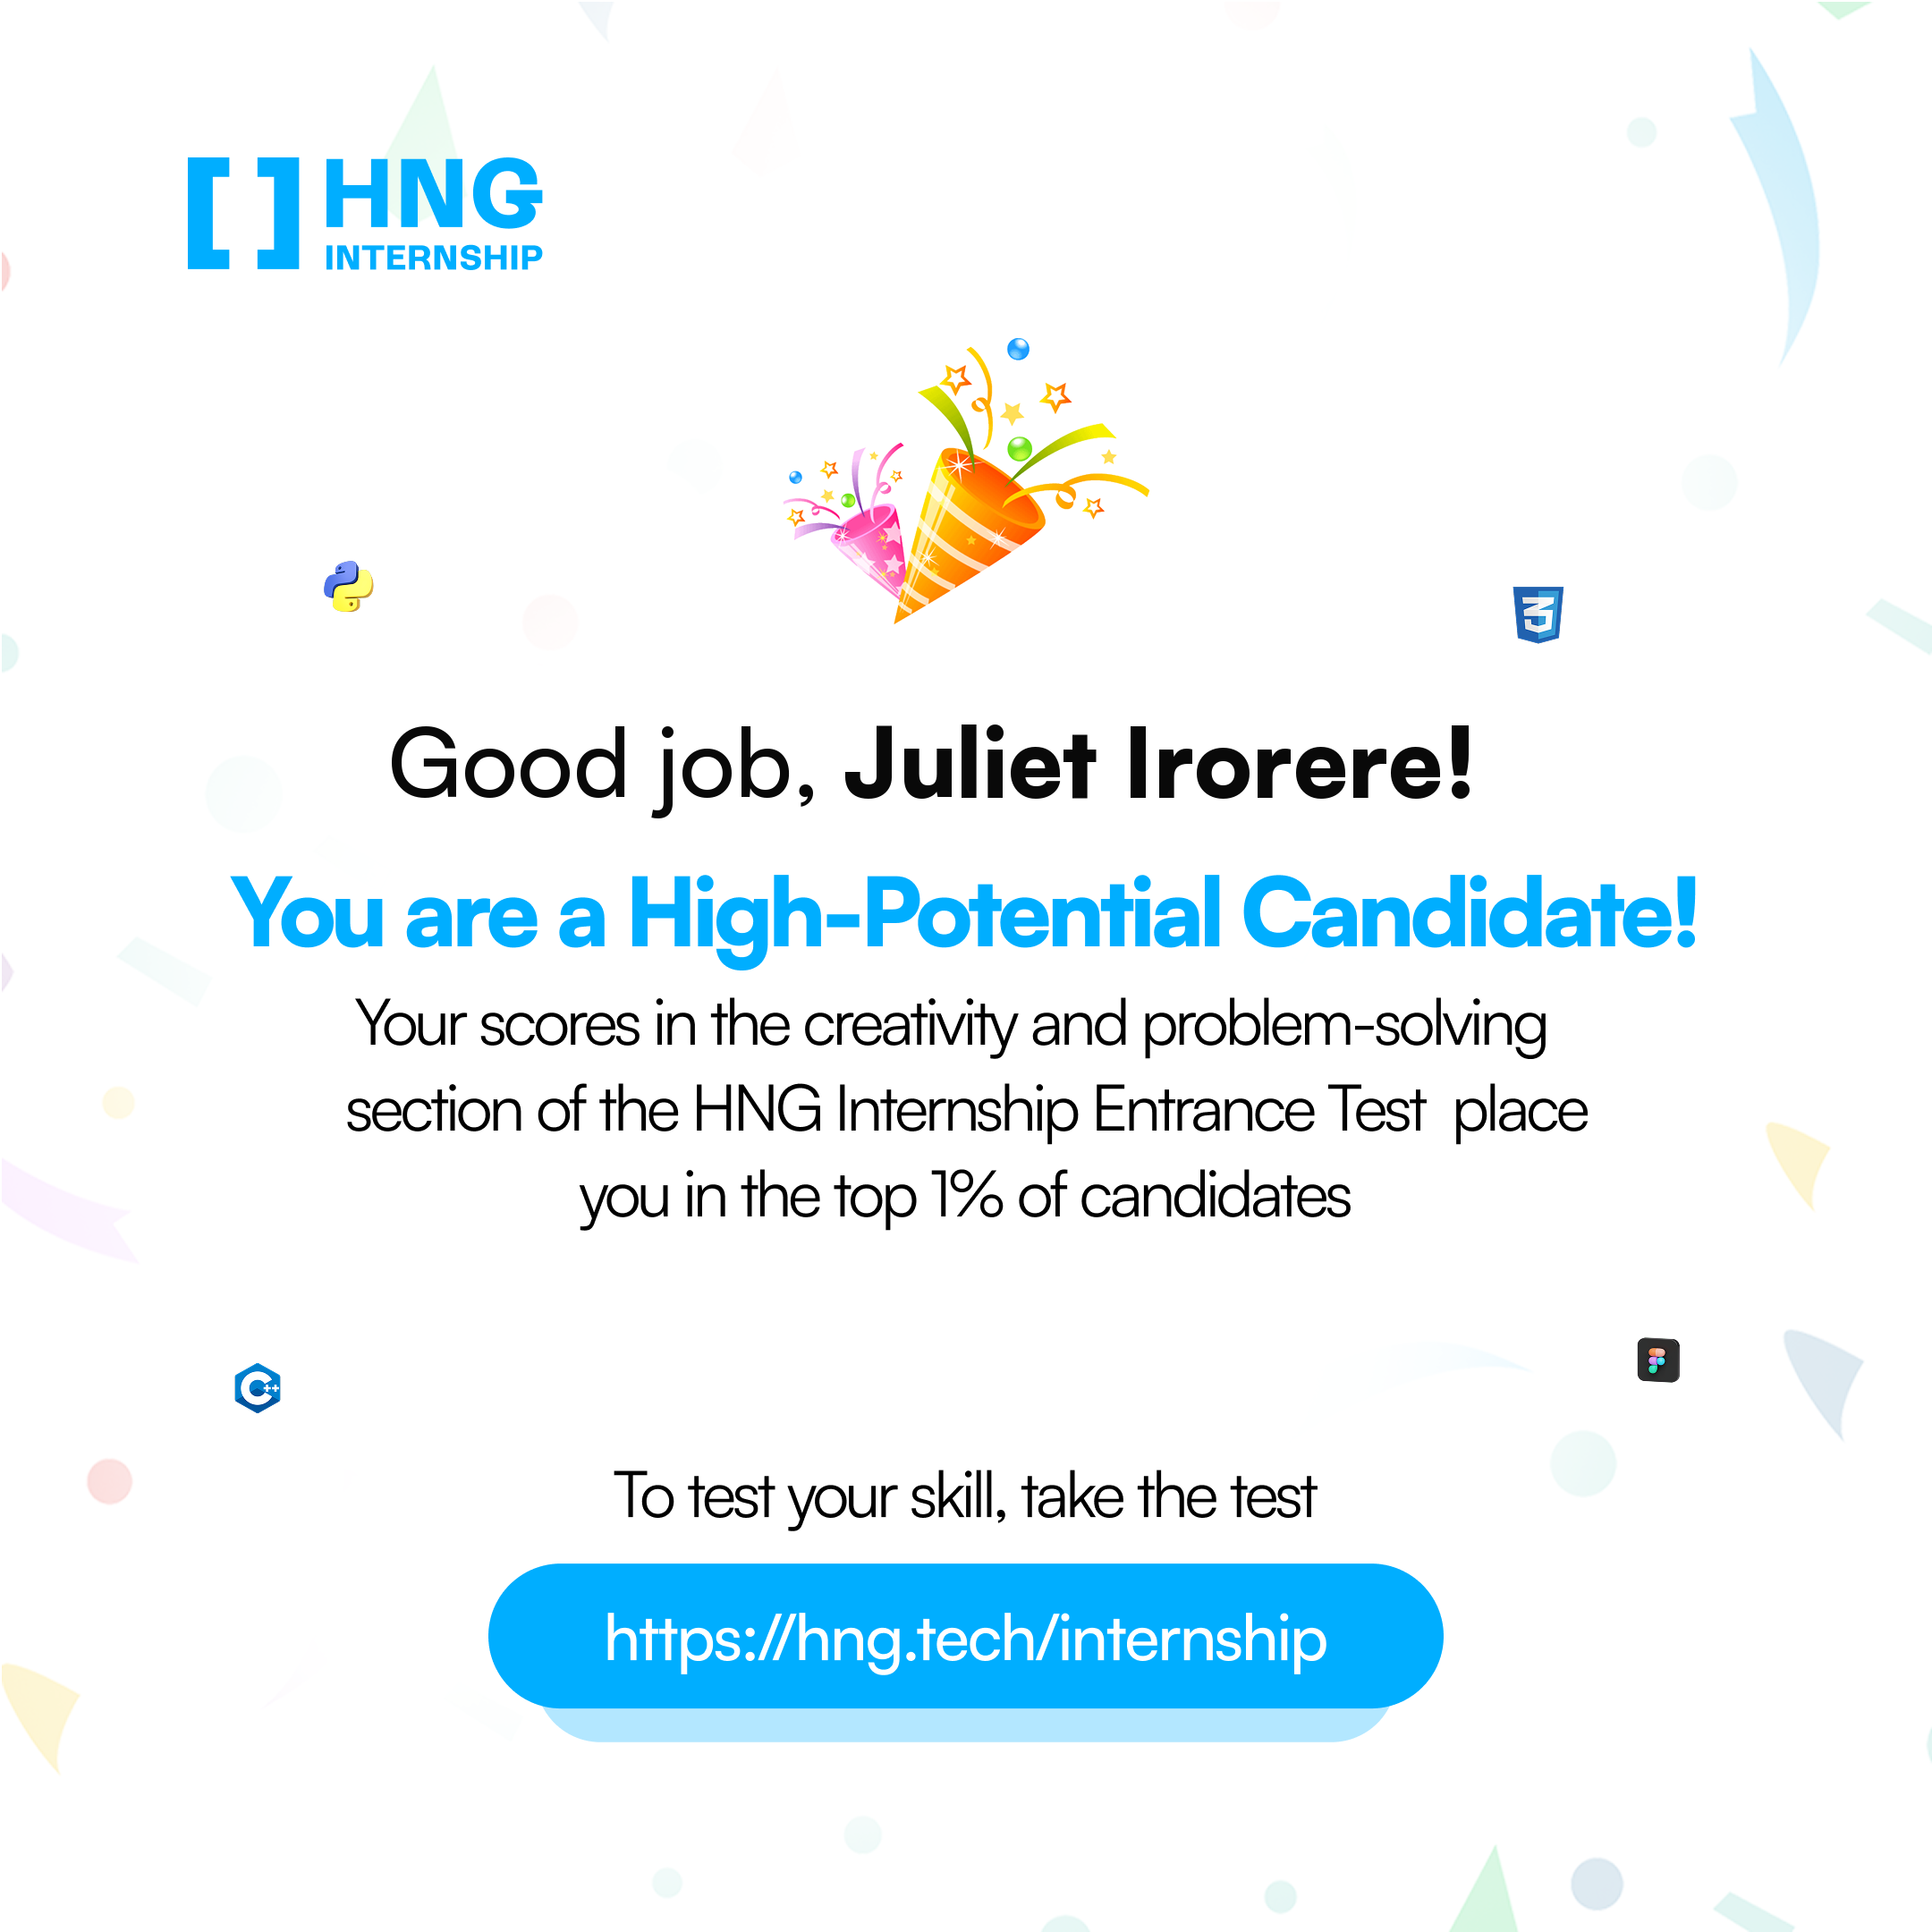 [ ] HNG
INTERNSHIP
Good job, Juliet Irorere!
You are a High-Potential Candidate!
Your scores in the creativity and problem-solving
section of the HNG Internship Entrance Test  place
you in the top 1% of candidates
C++
3
To test your skill, take the test
https://hng.tech/internship